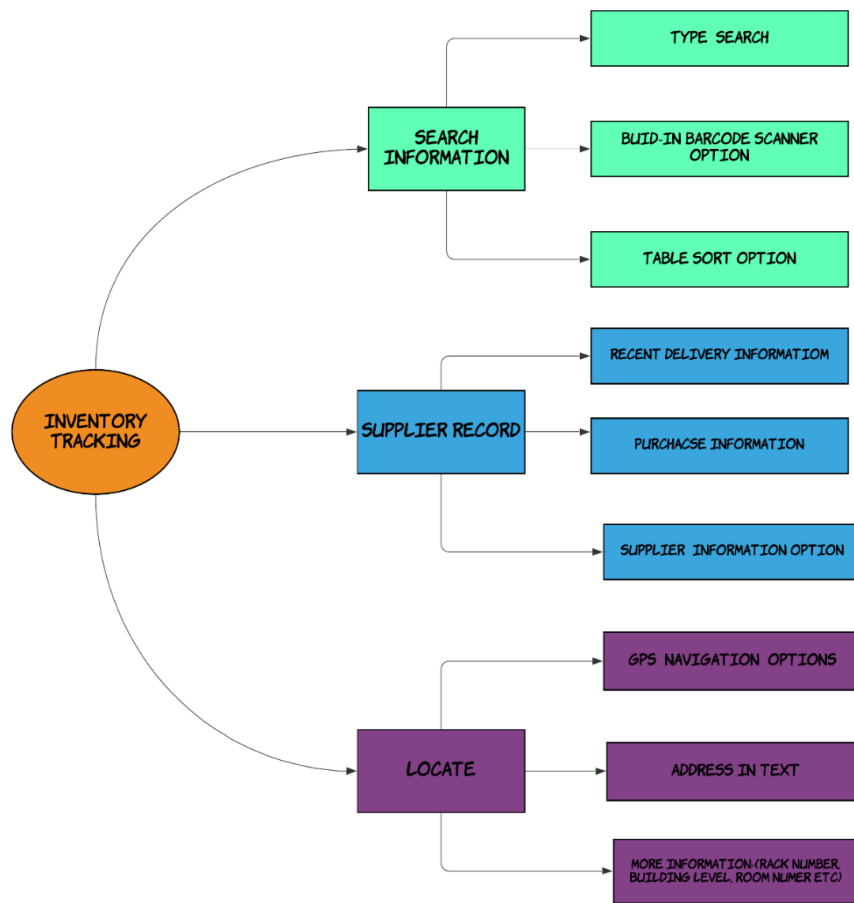 TYPE SEARCH
SEARCH
INFORMATION
BUID-IN BARCODE SCANNER
OPTION
TABLE SORT OPTION
RECENT DELIVERY INFORMATIOM
INVENTORY
TRACKING
SUPPLIER RECORD
PURCHACSE INFORMATION
SUPPLIER INFORMATION OPTION
GPS NAVIGATION OPTIONS
LOCATE
ADDRESS IN TEXT
MORE INFORMATION-(RACK NUMBER,
BUILDING LEVEL, ROOM NUMER ETC)